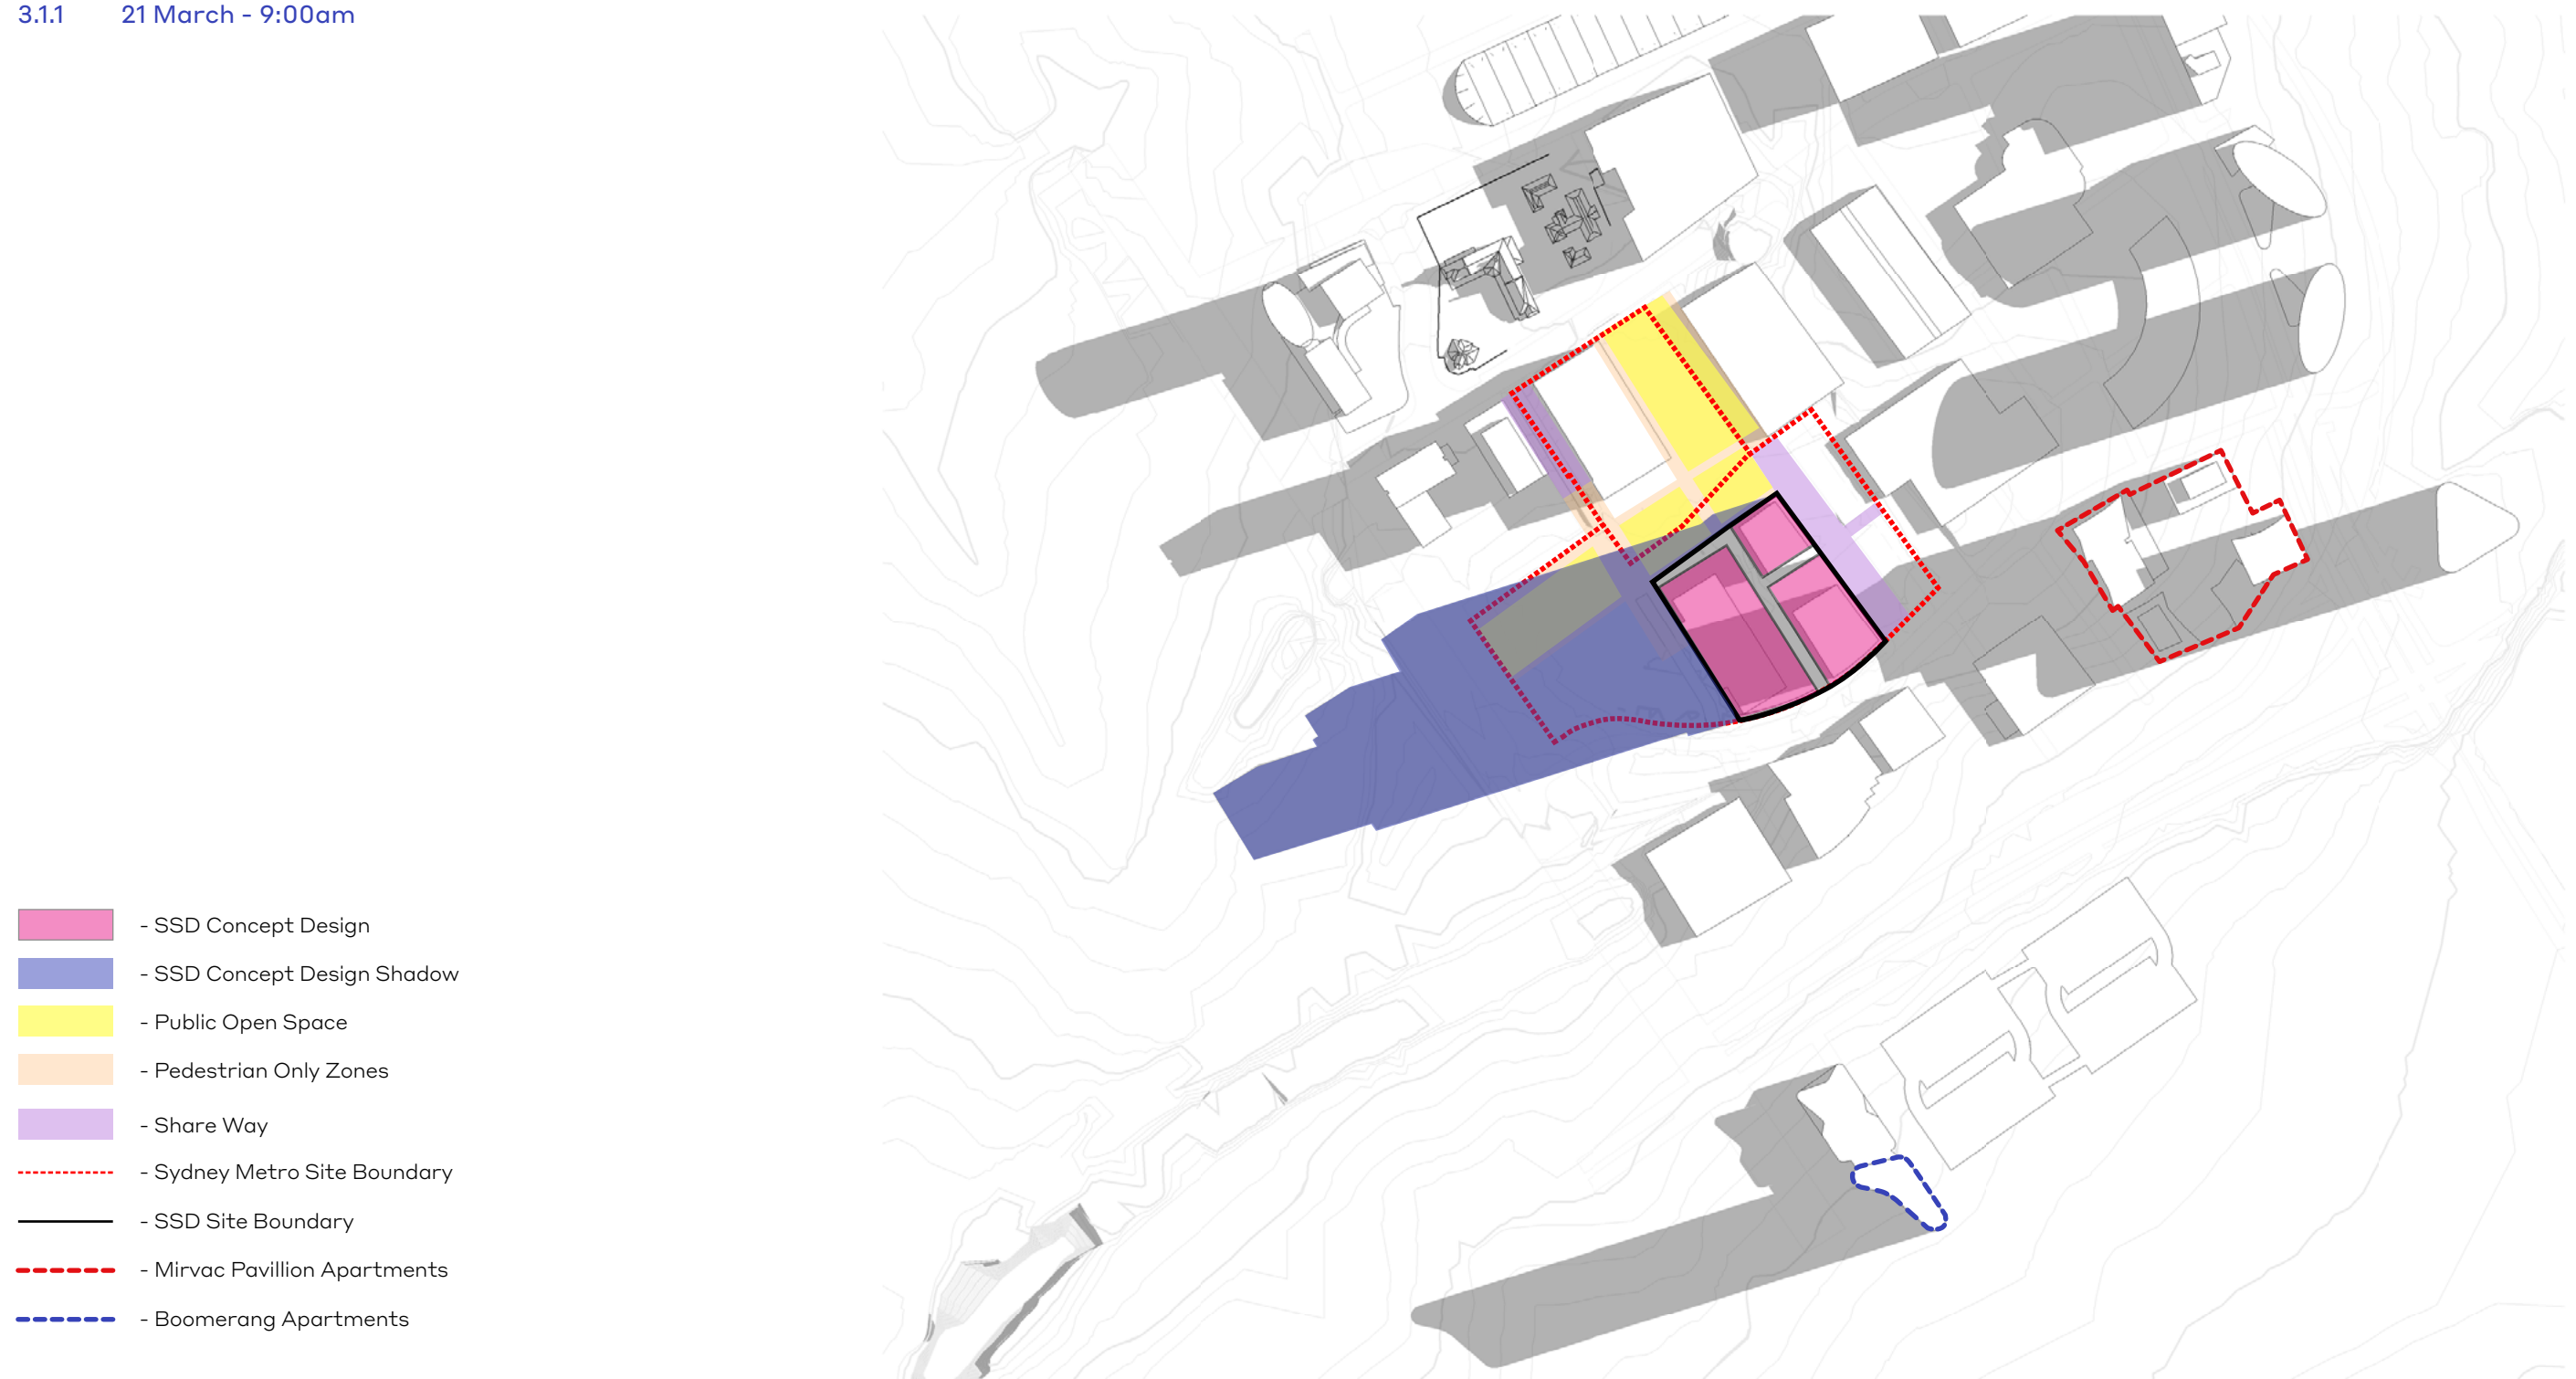 3.1.1 21 March - 9:00am
- SSD Concept Design
- SSD Concept Design Shadow
- Public Open Space
- Pedestrian Only Zones
- Share Way
- Sydney Metro Site Boundary
- SSD Site Boundary
- Mirvac Pavillion Apartments
- Boomerang Apartments